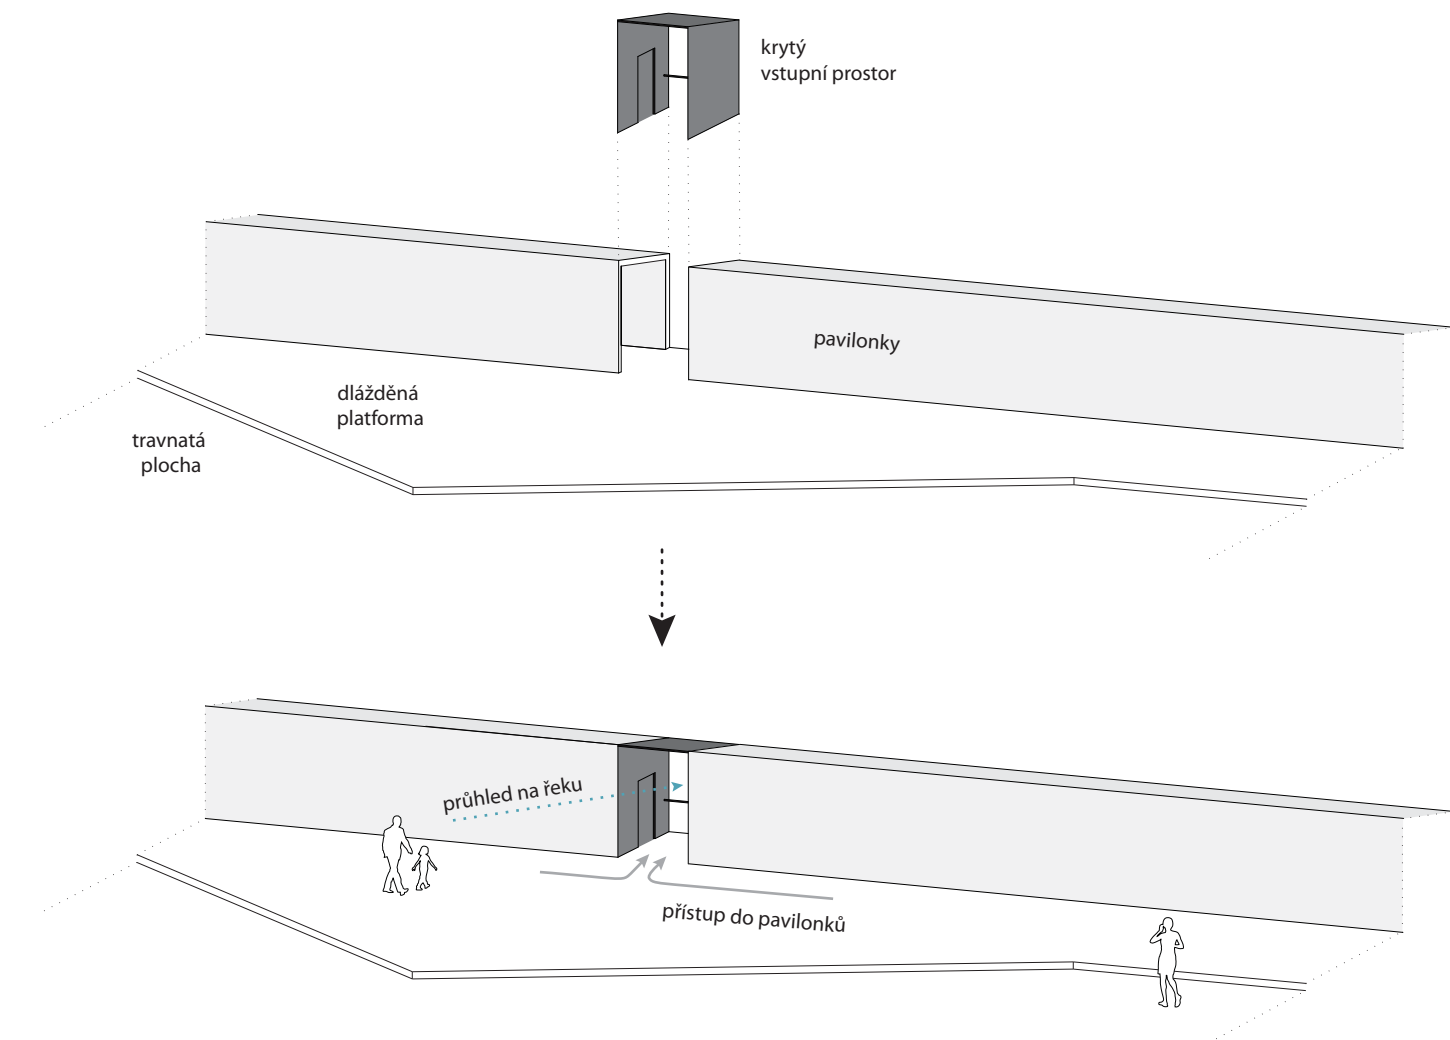 krytý
vstupní prostor
pavilonky
dlážděná
platforma
travnatá
plocha
průhled na řeku
přístup do pavilonků